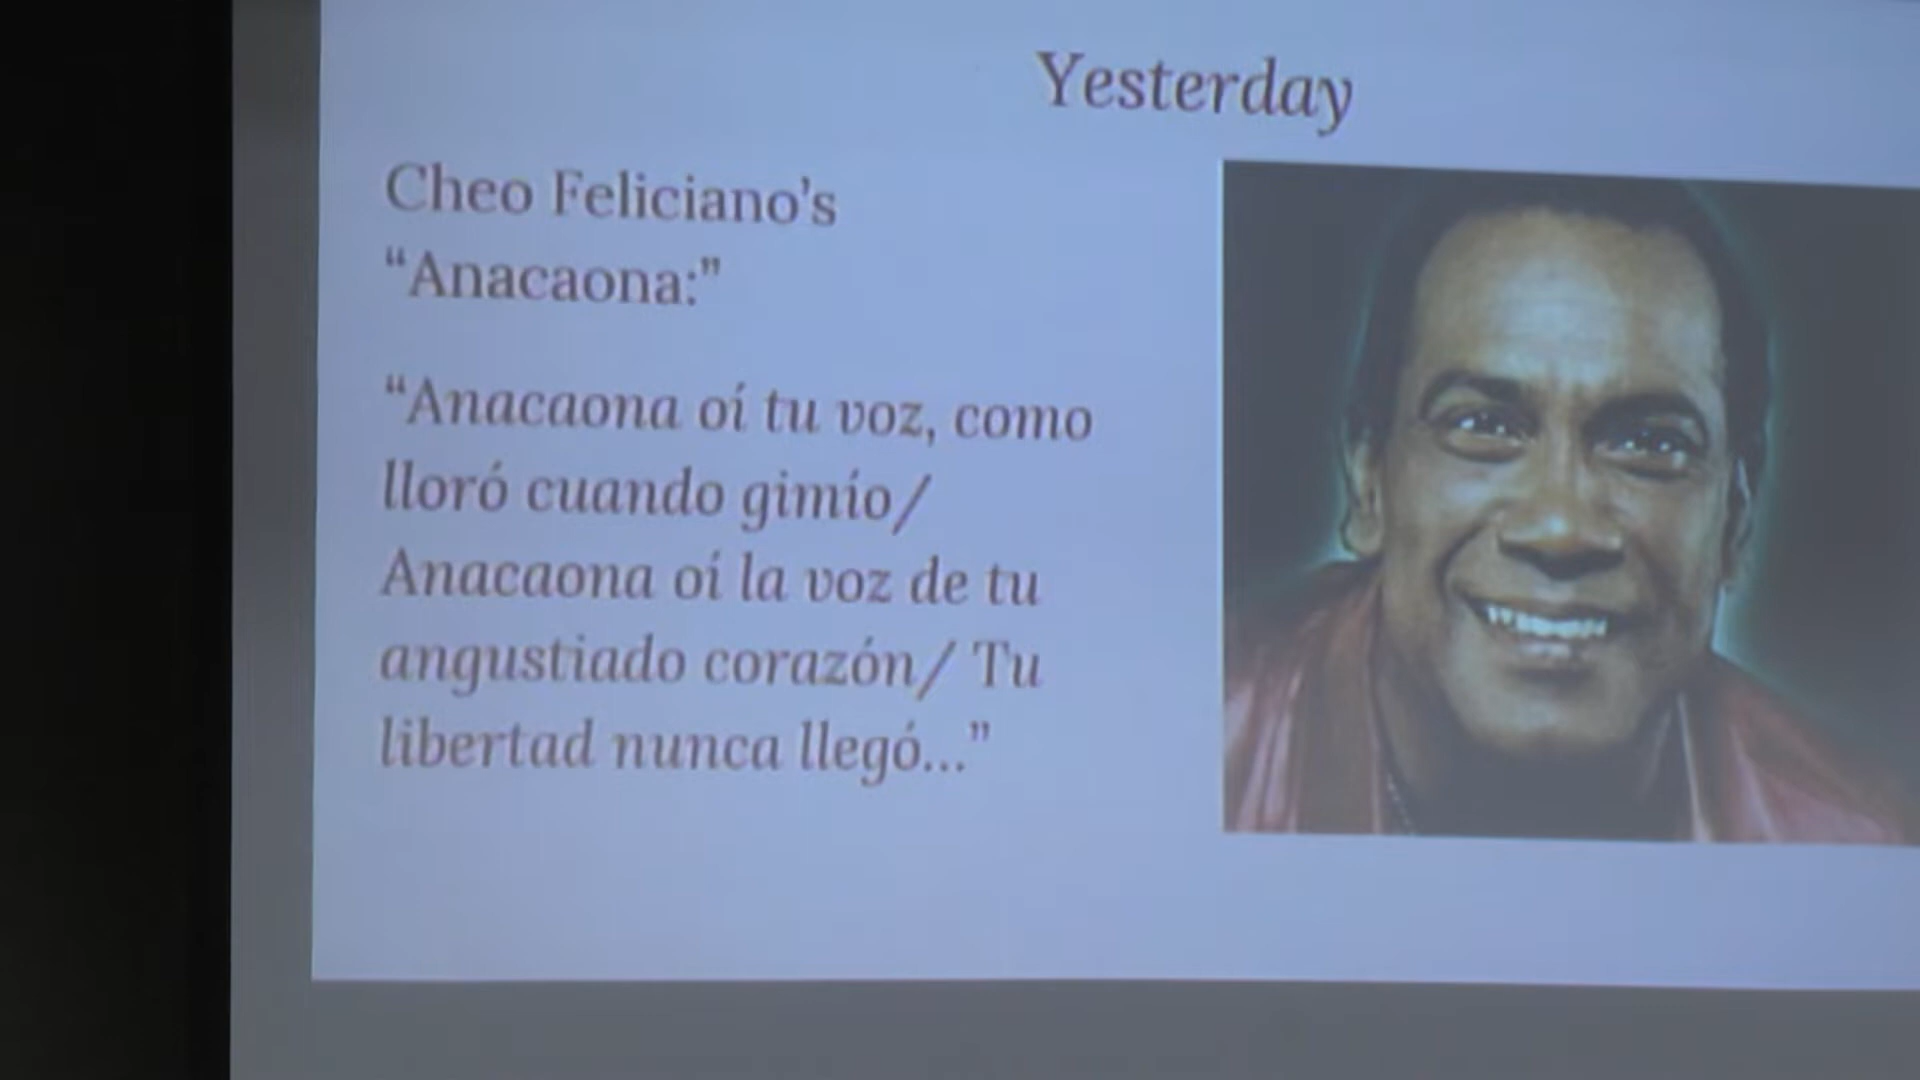 Yesterday
Cheo Feliciano's
“Anacaona:”
“Anacaona oí tu voz, como
lloró cuando gimío/
Anacaona oí la voz de tu
angustiado corazón/ Tu
libertad nunca llegó...”